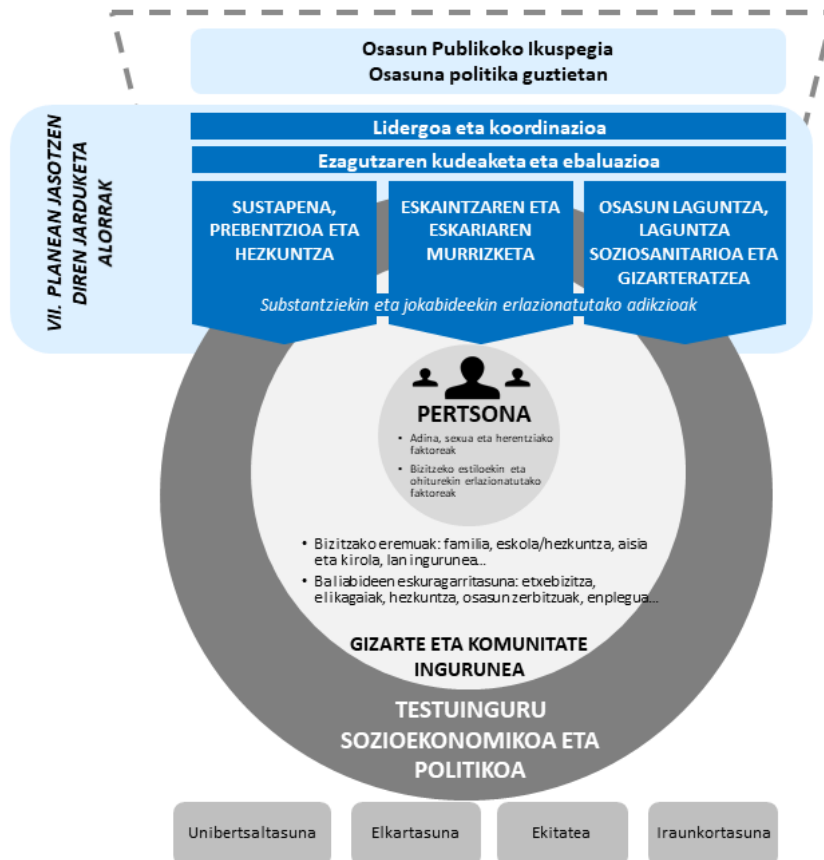 Osasun Publikoko Ikuspegia
Osasuna politika guztietan
VII. PLANEAN JASOTZEN
DIREN JARDUKETA
ALORRAK
Lidergoa eta koordinazioa
Ezagutzaren kudeaketa eta ebaluazioa
SUSTAPENA,
PREBENTZIOA ETA
HEZKUNTZA
ESKAINTZAREN ETA
ESKARIAREN
MURRIZKETA
OSASUN LAGUNTZA,
LAGUNTZA
SOZIOSANITARIOA ETA
GIZARTERATZEA
Substantziekin eta jokabideekin erlazionatutako adikzioak
PERTSONA
• Adina, sexua eta herentziako
faktoreak
• Bizitzeko estiloekin eta
ohiturekin erlazionatutako
faktoreak
• Bizitzako eremuak: familia, eskola/hezkuntza, aisia
eta kirola, lan ingurunea...
• Baliabideen eskuragarritasuna: etxebizitza,
elikagaiak, hezkuntza, osasun zerbitzuak, enplegua...
GIZARTE ETA KOMUNITATE
INGURUNEA
TESTUINGURU
SOZIOEKONOMIKOA ETA
POLITIKOA
Unibertsaltasuna
Elkartasuna
Ekitatea
Iraunkortasuna